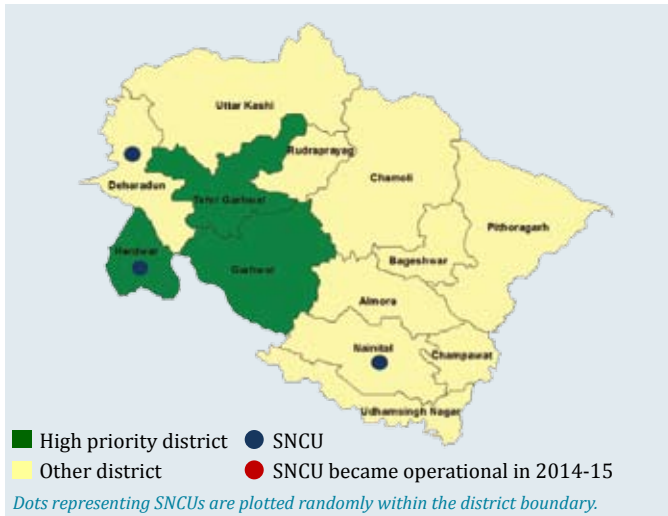 Uttar Kashi
Rudraprayag
Chamoli
Deharadun
Tehri Garhwal
Pithoragarh
Hardwar
Garhwal
Bageshwar
Almora
Nainital
Champawat
Udhamsingh Nagar
High priority district
SNCU
Other district
SNCU became operational in 2014-15
Dots representing SNCUs are plotted randomly within the district boundary.